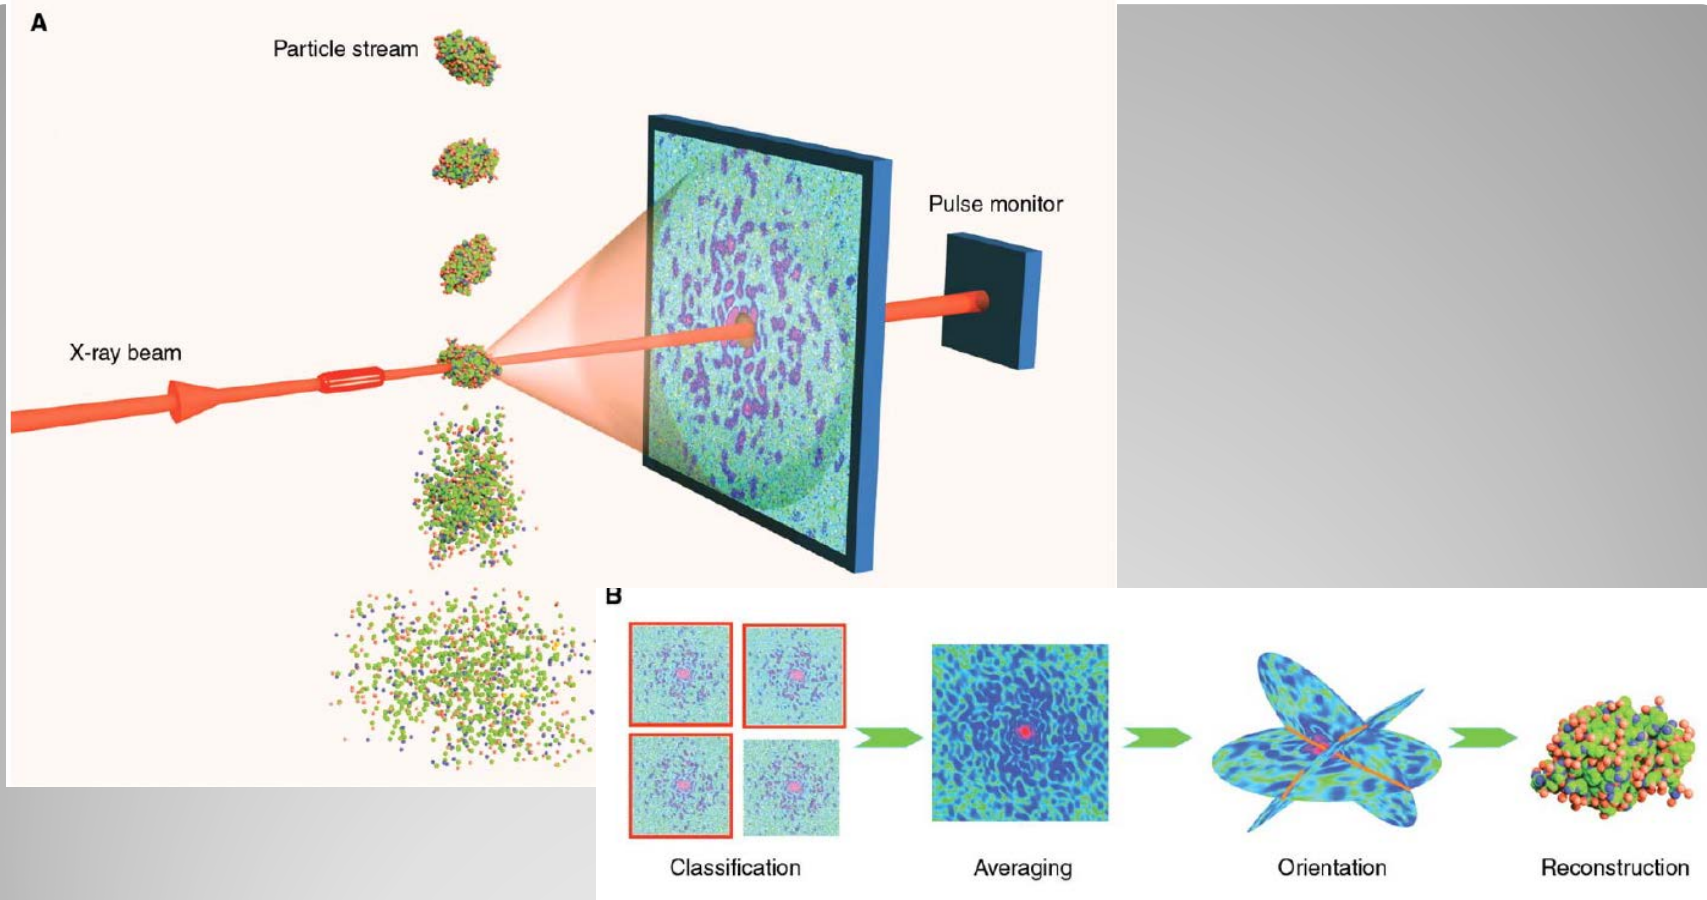 A
Particle stream
Pulse monitor
X-ray beam
B
Classification
Averaging
Orientation
Reconstruction